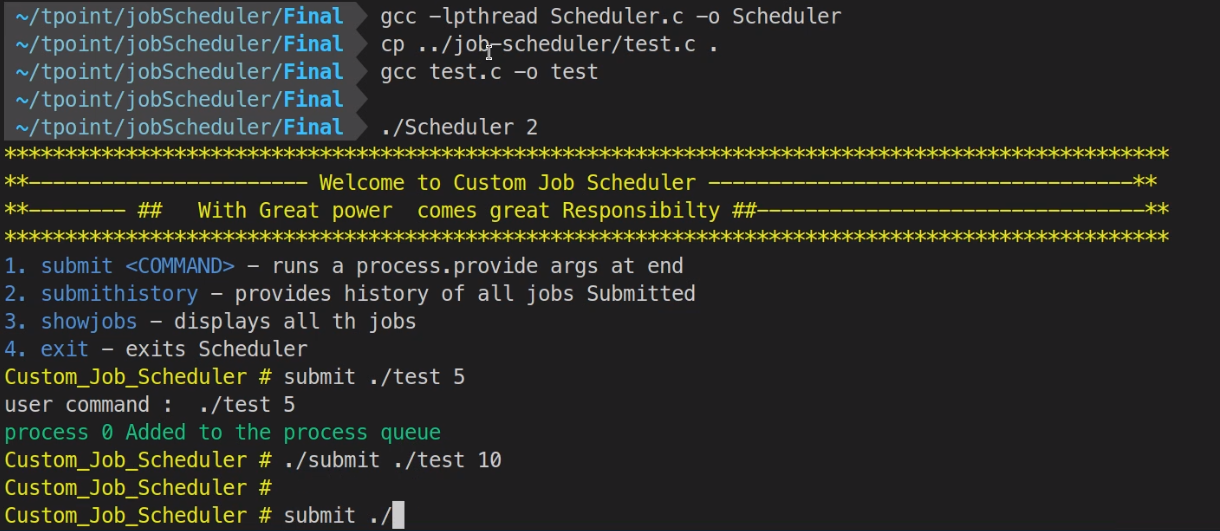 ~/tpoint/jobScheduler/Final gcc -lpthread Scheduler.c -o Scheduler
~/tpoint/jobScheduler/Final cp ../job-scheduler/test.c .
~/tpoint/jobScheduler/Final gcc test.c -o test
~/tpoint/jobScheduler/Final
~/tpoint/jobScheduler/Final ./Scheduler 2
************************************************************************************************
**----------------------- Welcome to Custom Job Scheduler -----------------------------------**
**-------- ##   With Great power  comes great Responsibilty ##--------------------------------**
************************************************************************************************
1. submit <COMMAND> - runs a process.provide args at end
2. submithistory - provides history of all jobs Submitted
3. showjobs - displays all th jobs
4. exit - exits Scheduler
Custom_Job_Scheduler # submit ./test 5
user command :  ./test 5
process 0 Added to the process queue
Custom_Job_Scheduler # ./submit ./test 10
Custom_Job_Scheduler #
Custom_Job_Scheduler # submit ./